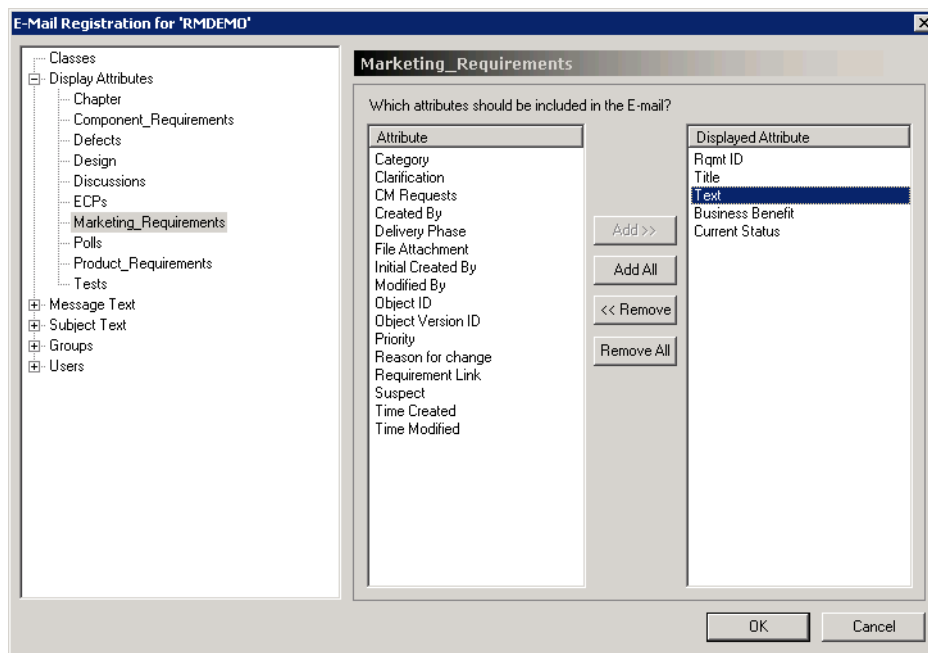 E-Mail Registration for 'RMDEMO'
Classes
Display Attributes
Chapter
Component_Requirements
Defects
Design
Discussions
ECPs
Marketing_Requirements
Polls
Product_Requirements
Tests
Message Text
Subject Text
Groups
Users
Marketing_Requirements
Which attributes should be included in the E-mail?
Attribute
Category
Clarification
CM Requests
Created By
Delivery Phase
File Attachment
Initial Created By
Modified By
Object ID
Object Version ID
Priority
Reason for change
Requirement Link
Suspect
Time Created
Time Modified
Add >>
Add All
<< Remove
Remove All
Displayed Attribute
Rqmt ID
Title
Text
Business Benefit
Current Status
OK
Cancel